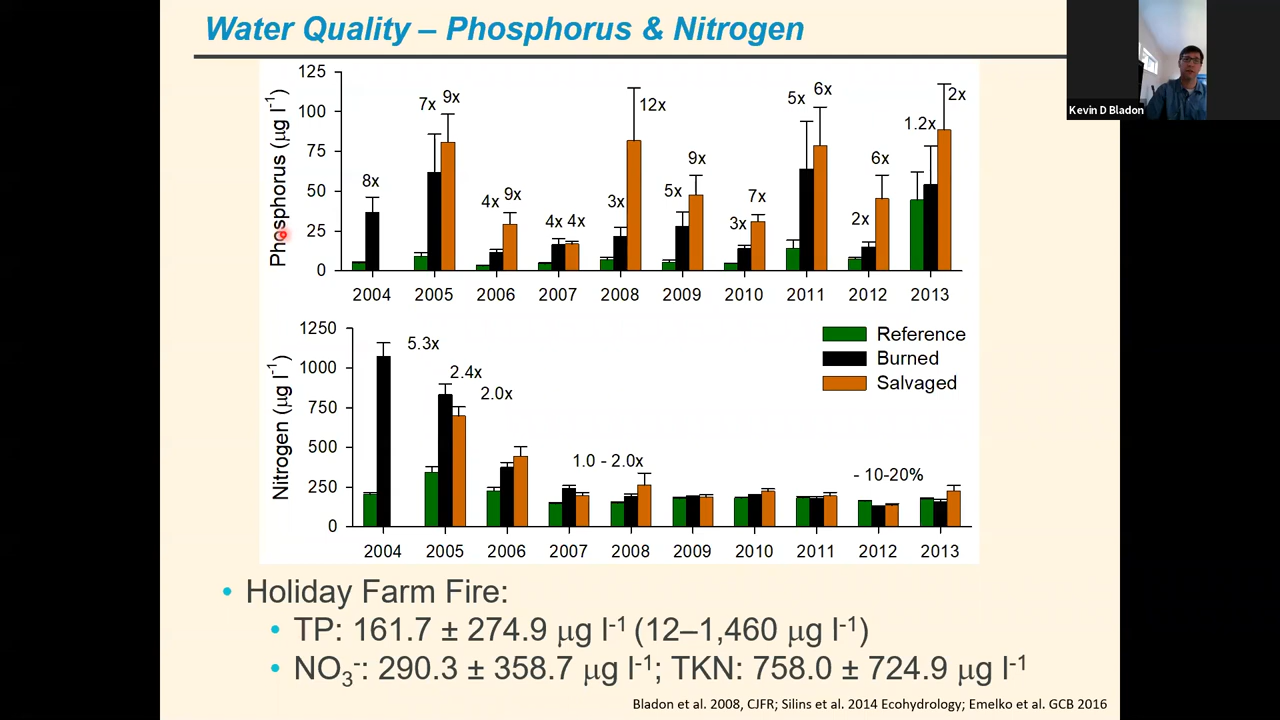 Water Quality – Phosphorus & Nitrogen
Kevin D Bladon
Phosphorus (µg l-1)
125
100
75
50
25
0
8x
7x
9x
4x
9x
4x
4x
3x
12x
5x
9x
3x
7x
5x
6x
2x
6x
1.2x
2x
2004 2005 2006 2007 2008 2009 2010 2011 2012 2013
Nitrogen (µg l-1)
1250
1000
750
500
250
0
5.3x
2.4x
2.0x
1.0 - 2.0x
- 10-20%
Reference
Burned
Salvaged
2004 2005 2006 2007 2008 2009 2010 2011 2012 2013
• Holiday Farm Fire:
• TP: 161.7 ± 274.9 µg l-1 (12–1,460 µg l-1)
• NO3-: 290.3 ± 358.7 µg l-1; TKN: 758.0 ± 724.9 µg l-1
Bladon et al. 2008, CJFR; Silins et al. 2014 Ecohydrology; Emelko et al. GCB 2016